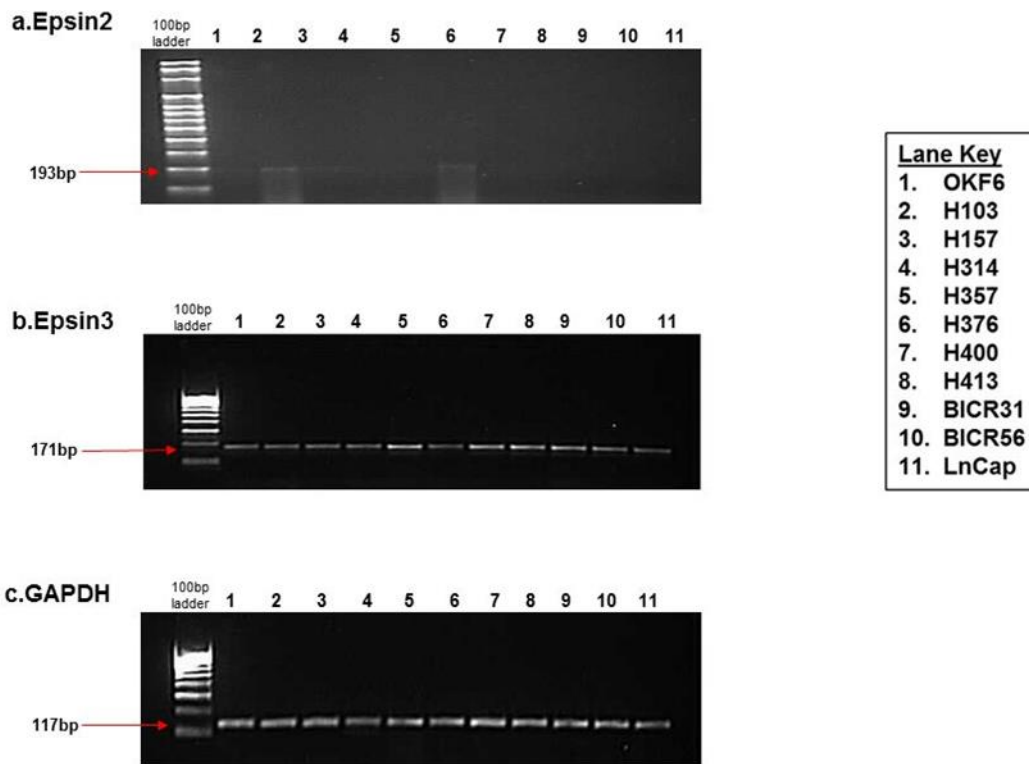 a.Epsin2
100bp
ladder
1 2 3 4 5 6 7 8 9 10 11
193bp
b.Epsin3
100bp
ladder
1 2 3 4 5 6 7 8 9 10 11
171bp
c.GAPDH
100bp
ladder
1 2 3 4 5 6 7 8 9 10 11
117bp
Lane Key
1. OKF6
2. H103
3. H157
4. H314
5. H357
6. H376
7. H400
8. H413
9. BICR31
10. BICR56
11. LnCap